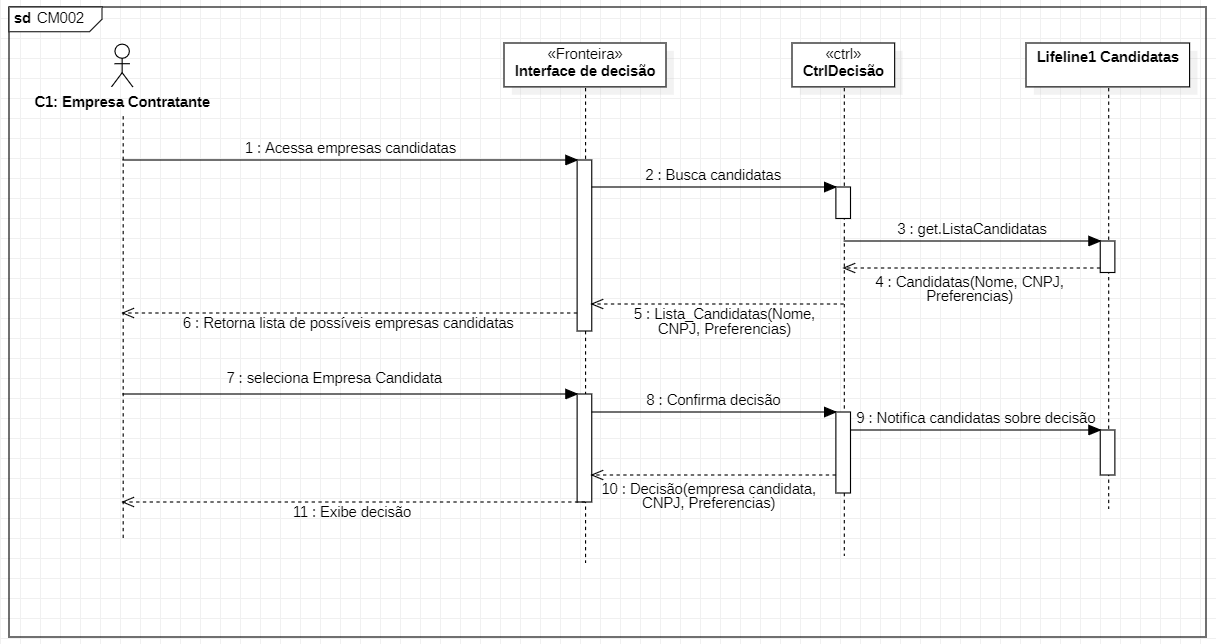 sd CM002
C1: Empresa Contratante
«Fronteira»
Interface de decisão
«ctrl»
CtrlDecisão
Lifeline1 Candidatas
1 : Acessa empresas candidatas
2 : Busca candidatas
3 : get.ListaCandidatas
4 : Candidatas(Nome, CNPJ,
Preferencias)
5 : Lista_Candidatas(Nome,
CNPJ, Preferencias)
6 : Retorna lista de possíveis empresas candidatas
7 : seleciona Empresa Candidata
8 : Confirma decisão
9 : Notifica candidatas sobre decisão
10 : Decisão(empresa candidata,
CNPJ, Preferencias)
11 : Exibe decisão